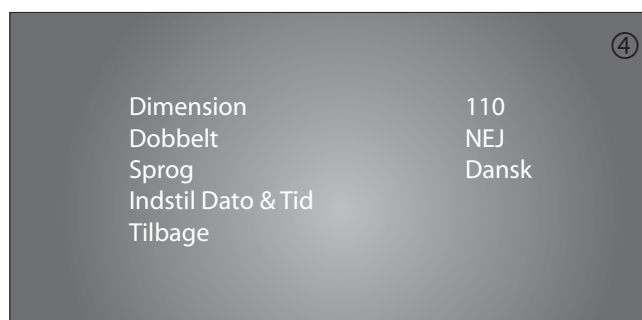 ④
Dimension 110
Dobbelt NEJ
Sprog Dansk
Indstil Dato & Tid
Tilbage